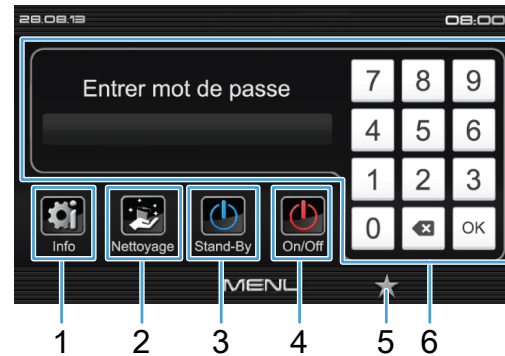 28.08.13 08:00
Entrer mot de passe
7 8 9
4 5 6
1 2 3
0 OK
Info Nettoyage Stand-By On/Off
MENU
1 2 3 4 5 6